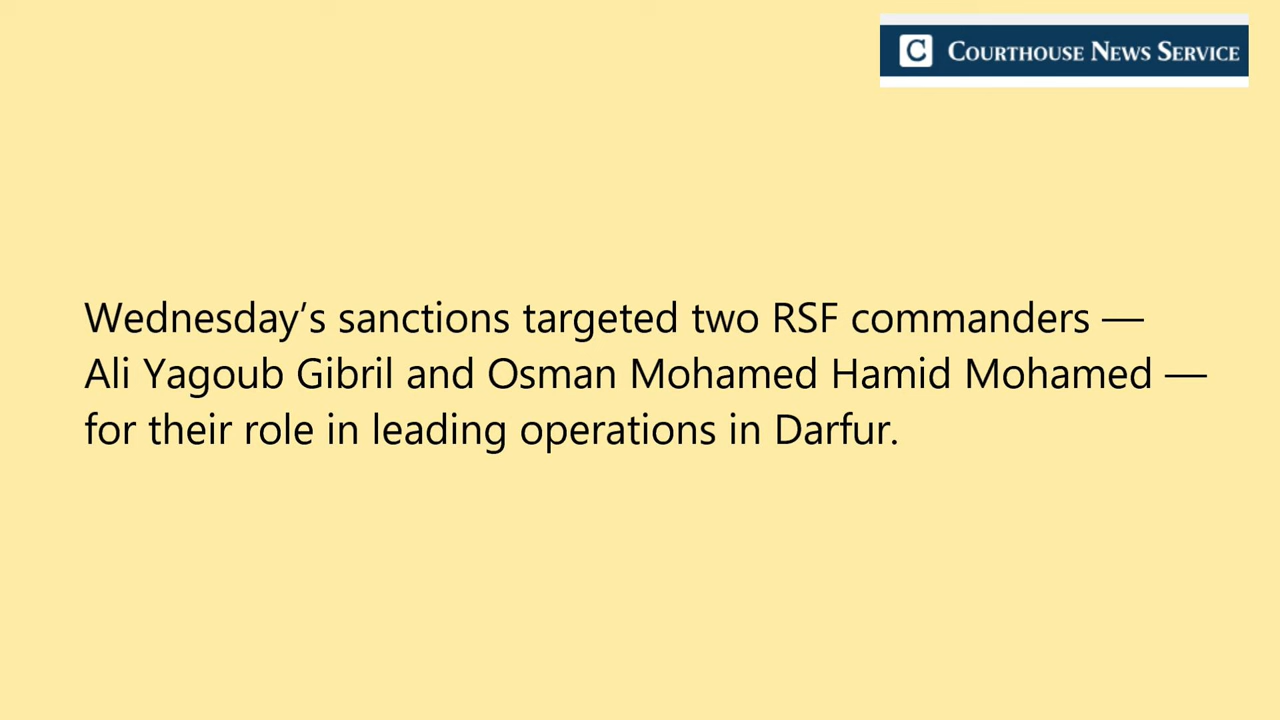 C COURTHOUSE NEWS SERVICE
Wednesday’s sanctions targeted two RSF commanders —
Ali Yagoub Gibril and Osman Mohamed Hamid Mohamed —
for their role in leading operations in Darfur.